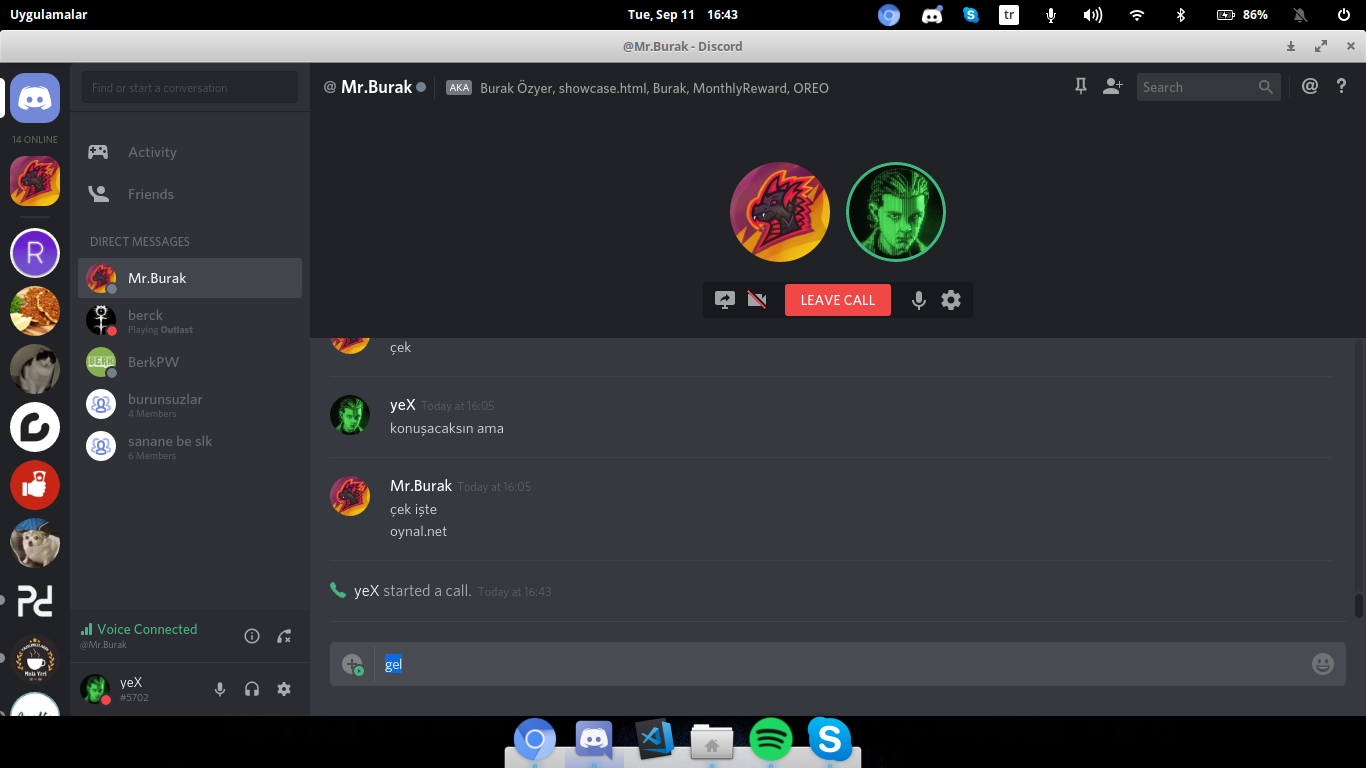 Uygulamalar
Tue, Sep 11 16:43
tr
86%
@Mr.Burak - Discord
Find or start a conversation
14 ONLINE
Activity
Friends
DIRECT MESSAGES
Mr.Burak
berck
Playing Outlast
BERK
BerkPW
burunsuzlar
4 Members
sanane be slk
6 Members
R
Voice Connected
@Mr.Burak
yeX
#5702
@ Mr.Burak
AKA Burak Özyer, showcase.html, Burak, MonthlyReward, OREO
Search
LEAVE CALL
çek
yeX Today at 16:05
konuşacaksın ama
Mr.Burak Today at 16:05
çek işte
oynal.net
yeX started a call. Today at 16:43
gel